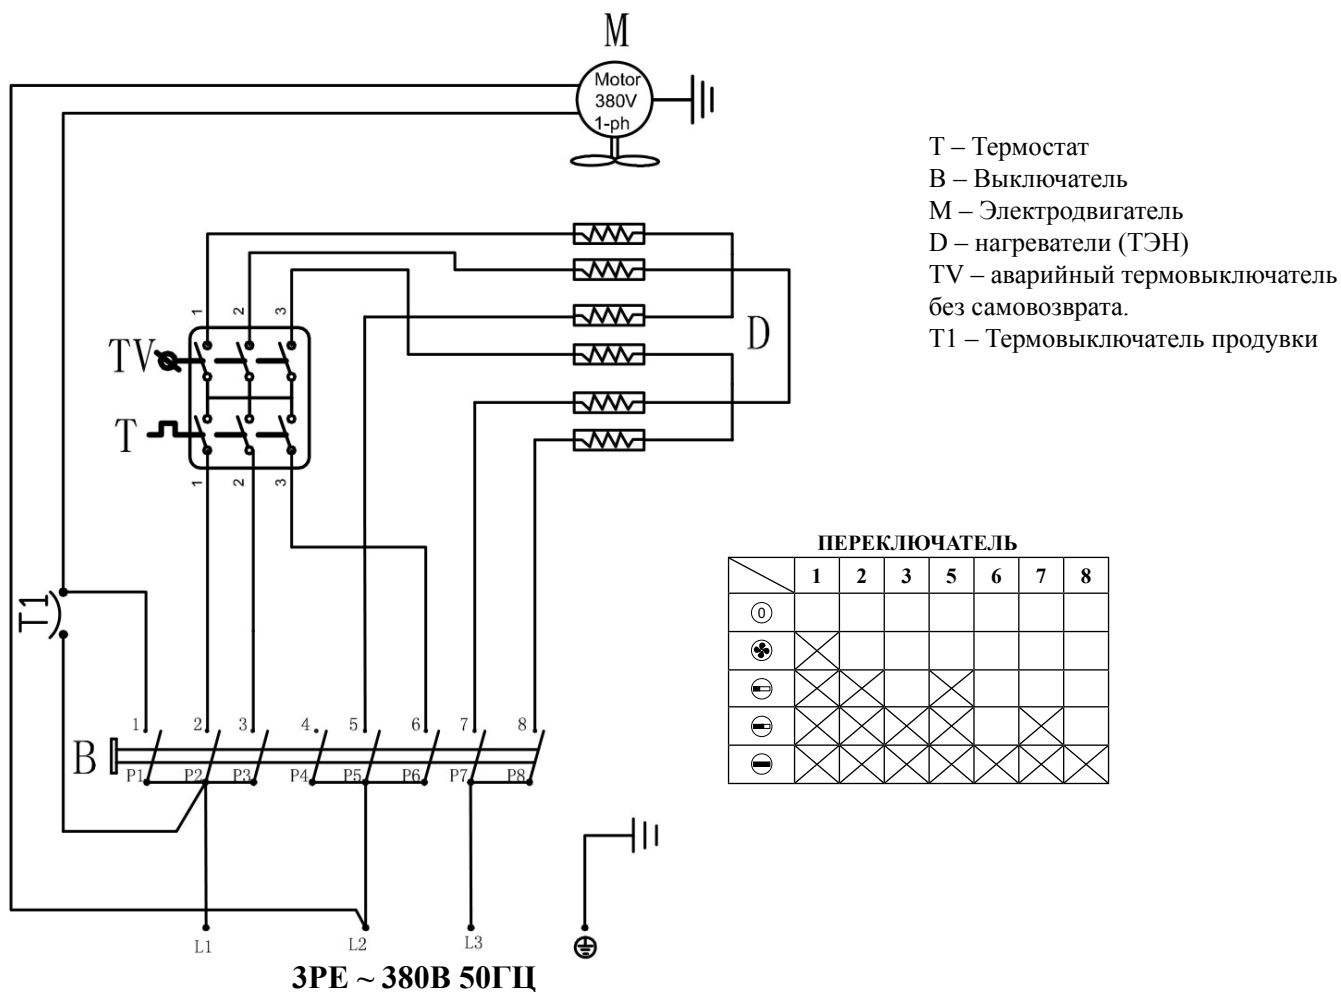 M
Motor
380V
1-ph
T – Термостат
В – Выключатель
M – Электродвигатель
D – нагреватели (ТЭН)
TV – аварийный термовыключатель
без самовозврата.
T1 – Термовыключатель продувки
1 2 3
TV
D
T
1 2 3
ПЕРЕКЛЮЧАТЕЛЬ
1 2 3 5 6 7 8
0
T1
1 2 3 4 5 6 7 8
B
P1 P2 P3 P4 P5 P6 P7 P8
L1 L2 L3
3PE ~ 380В 50ГЦ